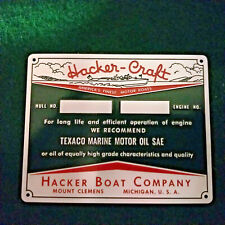 Hacker-Craft
AMERICA'S FINEST MOTOR BOATS
HULL NO. ENGINE NO.
For long life and efficient operation of engine
WE RECOMMEND
TEXACO MARINE MOTOR OIL SAE
or oil of equally high grade characteristics and quality
HACKER BOAT COMPANY
MOUNT CLEMENS MICHIGAN, U. S. A.